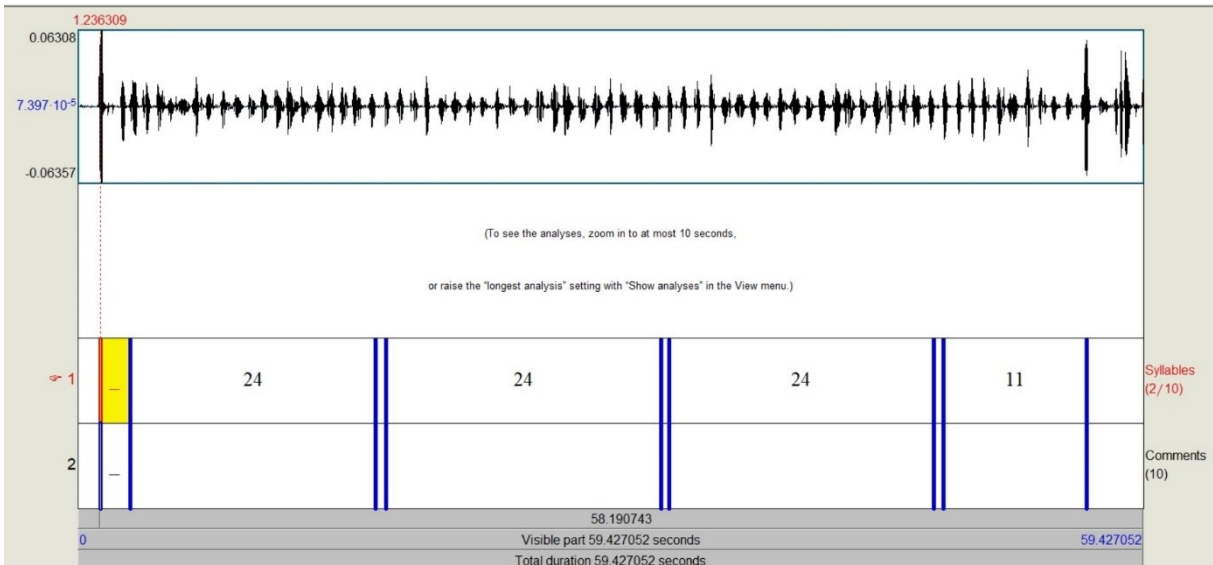 1.236309
0.06308
7.397·10-5
-0.06357
(To see the analyses, zoom in to at most 10 seconds,
or raise the "longest analysis" setting with "Show analyses" in the View menu.)
☞ 1 _ 24 24 24 11 Syllables
(2/10)
2 _ Comments
(10)
58.190743
0 Visible part 59.427052 seconds 59.427052
Total duration 59.427052 seconds